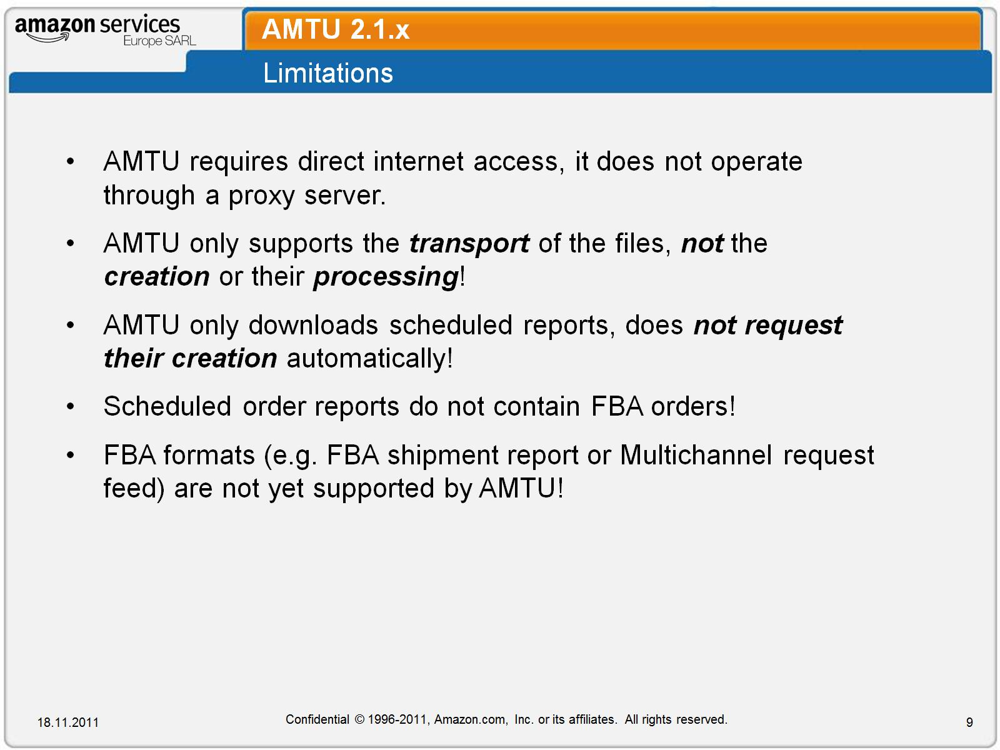 amazon services
Europe SARL
AMTU 2.1.x
Limitations
• AMTU requires direct internet access, it does not operate
through a proxy server.
• AMTU only supports the transport of the files, not the
creation or their processing!
• AMTU only downloads scheduled reports, does not request
their creation automatically!
• Scheduled order reports do not contain FBA orders!
• FBA formats (e.g. FBA shipment report or Multichannel request
feed) are not yet supported by AMTU!
18.11.2011
Confidential © 1996-2011, Amazon.com, Inc. or its affiliates. All rights reserved.
9